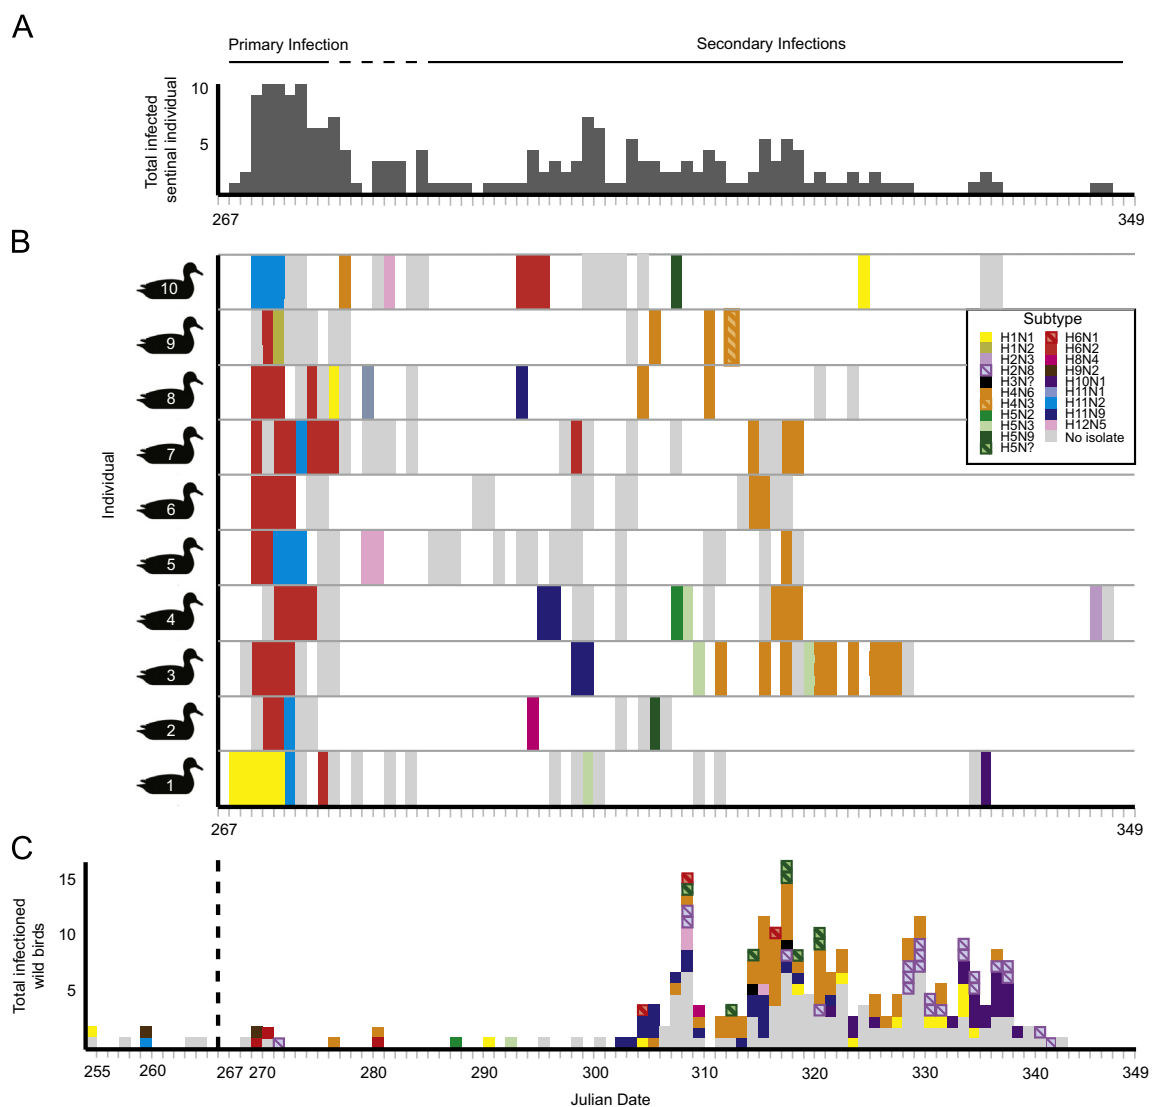 A
Primary Infection
Secondary Infections
Total infected
sentinal individual
10
5
267
349
B
Individual
10
9
8
7
6
5
4
3
2
1
Subtype
H1N1
H1N2
H2N3
H2N8
H3N?
H4N6
H4N3
H5N2
H5N3
H5N9
H5N?
H6N1
H6N2
H8N4
H9N2
H10N1
H11N1
H11N2
H11N9
H12N5
No isolate
267
349
C
Total infectioned
wild birds
15
10
5
255 260 267 270 280 290 300 310 320 330 340 349
Julian Date